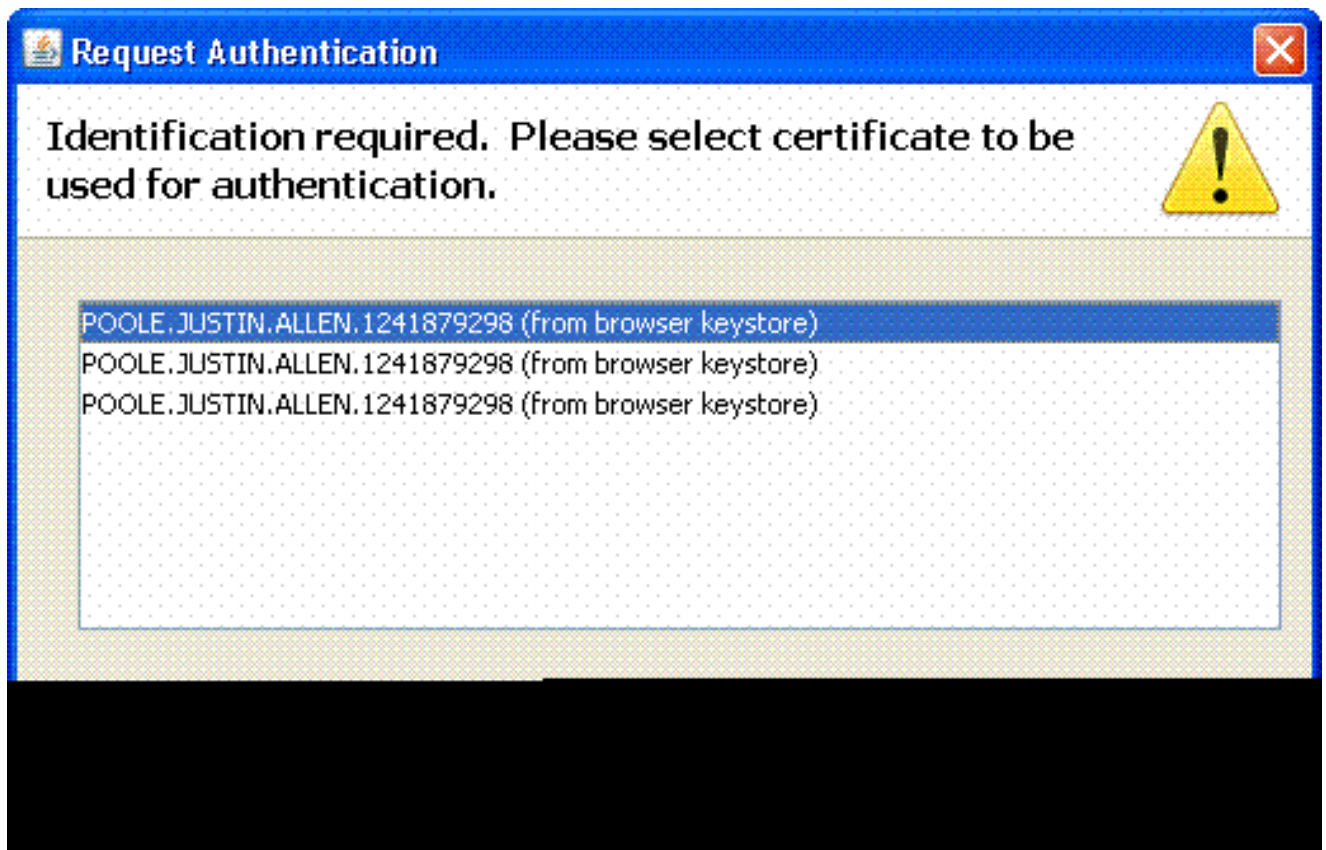 Request Authentication
Identification required.  Please select certificate to be
used for authentication.
POOLE.JUSTIN.ALLEN.1241879298 (from browser keystore)
POOLE.JUSTIN.ALLEN.1241879298 (from browser keystore)
POOLE.JUSTIN.ALLEN.1241879298 (from browser keystore)